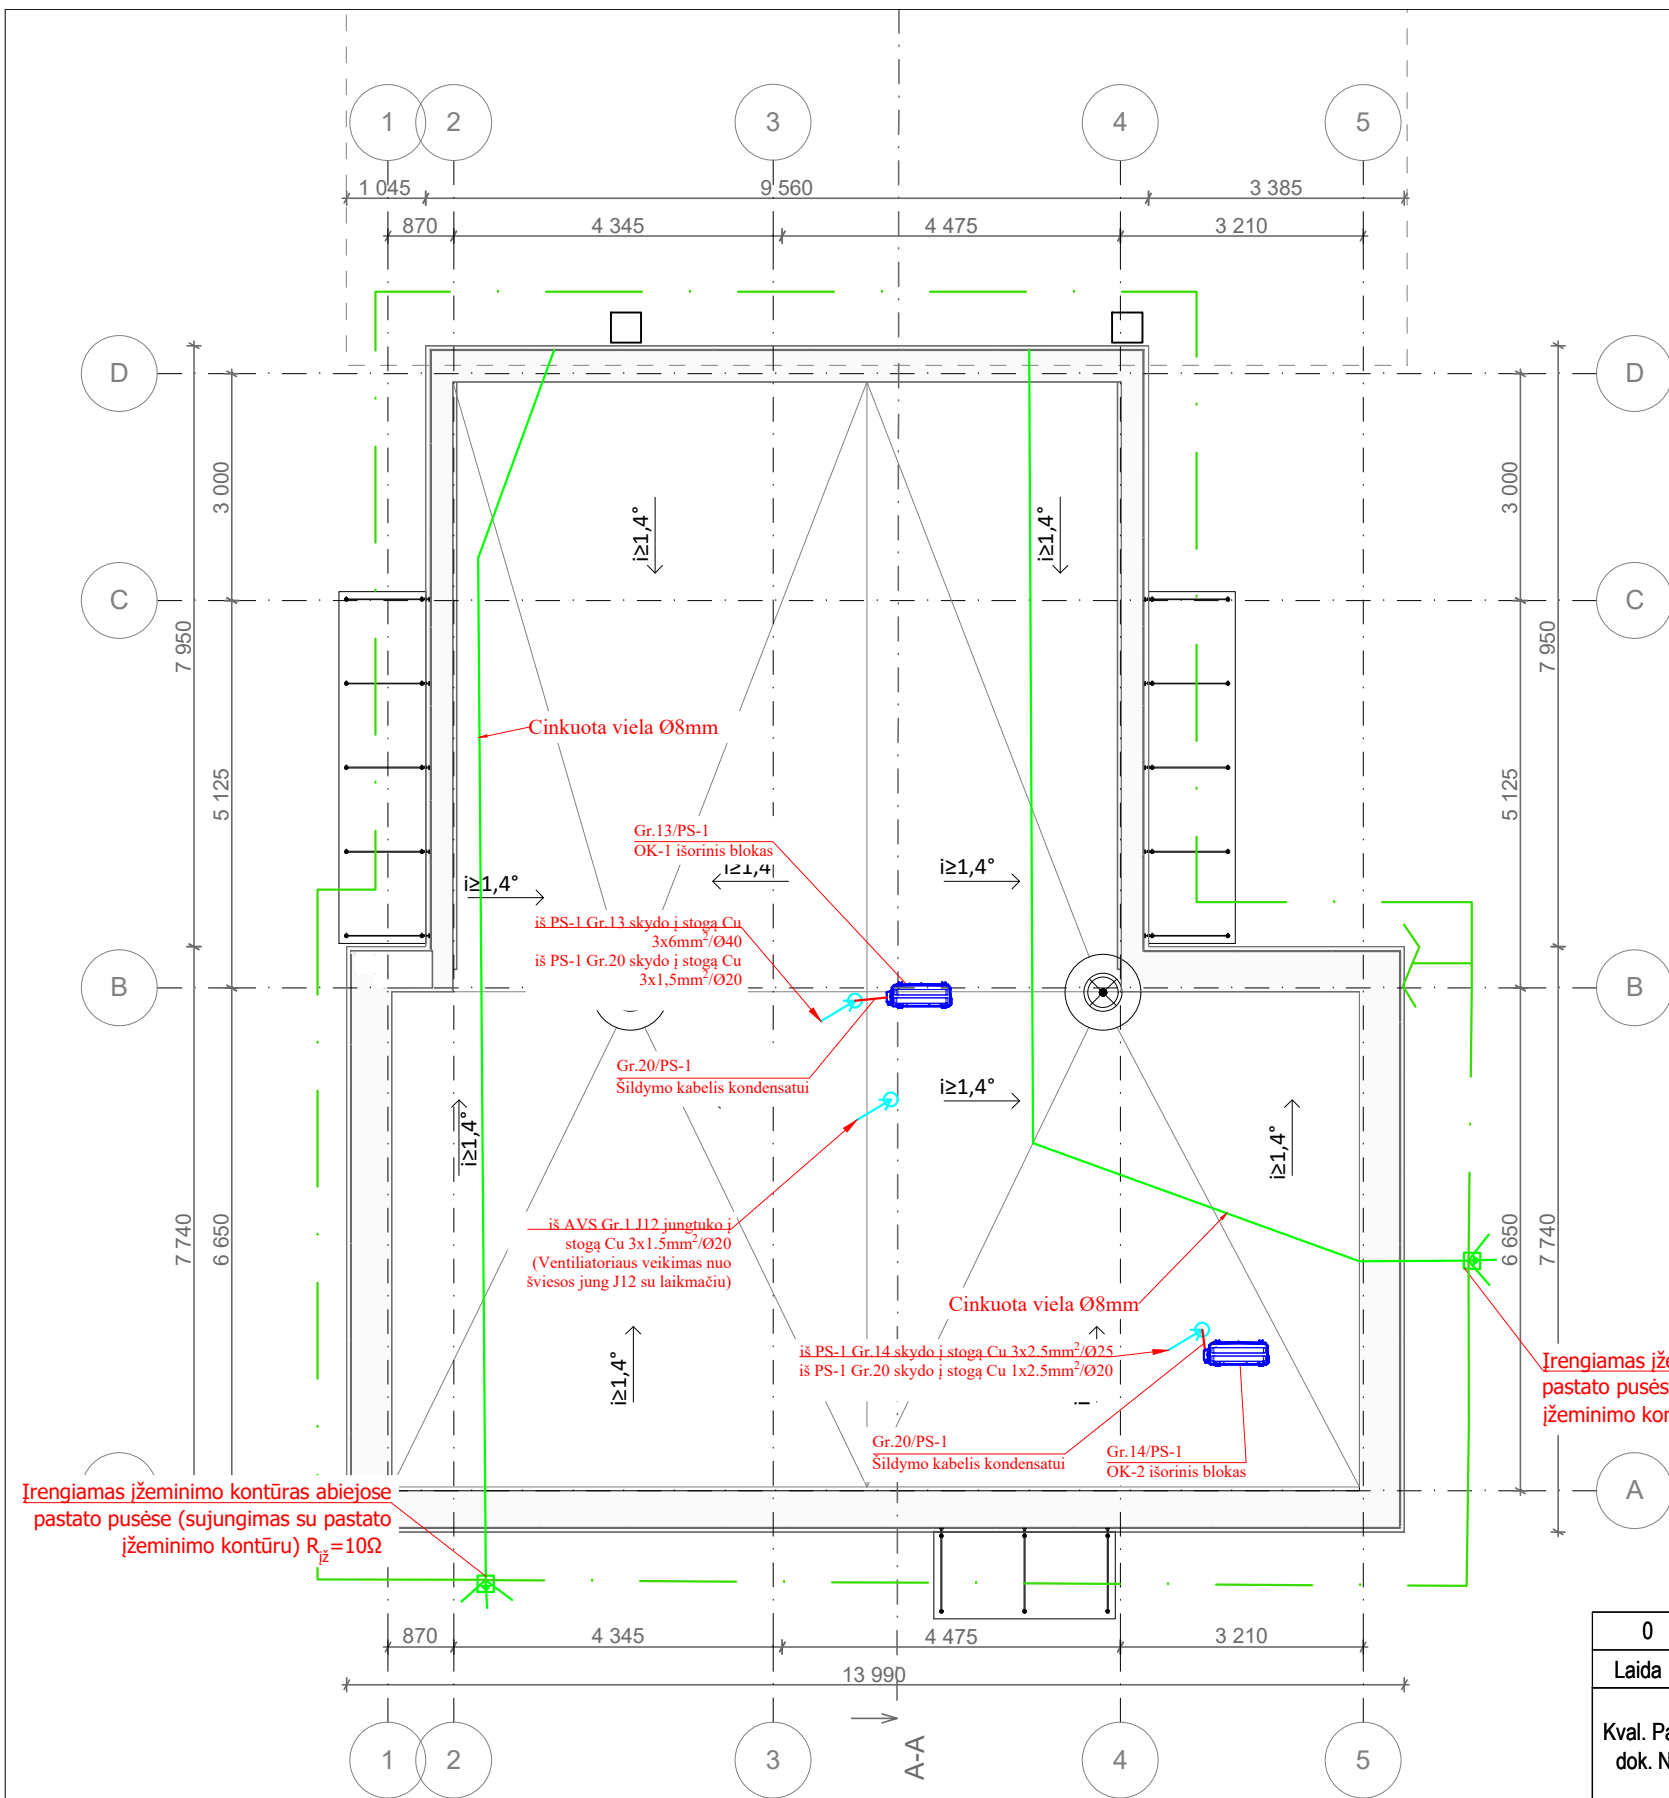 1 2 3 4 5
1 045 9 560 3 385
870 4 345 4 475 3 210
D D
3 000 3 000
i≥1,4° i≥1,4°
C C
7 950 7 950
Cinkuota viela Ø8mm
5 125 5 125
Gr.13/PS-1
OK-1 išorinis blokas
i≥1,4° i≥1,4 i≥1,4°
iš PS-1 Gr.13 skydo į stogą Cu
3x6mm²/Ø40
iš PS-1 Gr.20 skydo į stogą Cu
3x1,5mm²/Ø20
B B
Gr.20/PS-1
Šildymo kabelis kondensatui
i≥1,4°
i≥1,4° i≥1,4°
iš AVS Gr.1 J12 jungtuko į
stogą Cu 3x1.5mm²/Ø20
(Ventiliatoriaus veikimas nuo
šviesos jung J12 su laikmačiu)
7 740 6 650 6 650 7 740
Cinkuota viela Ø8mm
iš PS-1 Gr.14 skydo į stogą Cu 3x2.5mm²/Ø25
iš PS-1 Gr.20 skydo į stogą Cu 1x2.5mm²/Ø20
i≥1,4°
Įrengiamas įže
pastato pusės
įžeminimo kon
Gr.20/PS-1
Šildymo kabelis kondensatui
Gr.14/PS-1
OK-2 išorinis blokas
A
Įrengiamas įžeminimo kontūras abiejose
pastato pusėse (sujungimas su pastato
įžeminimo kontūru) Rįž=10Ω
870 4 345 4 475 3 210
13 990
A-A
1 2 3 4 5
0
Laida
Kval. Pa
dok. N